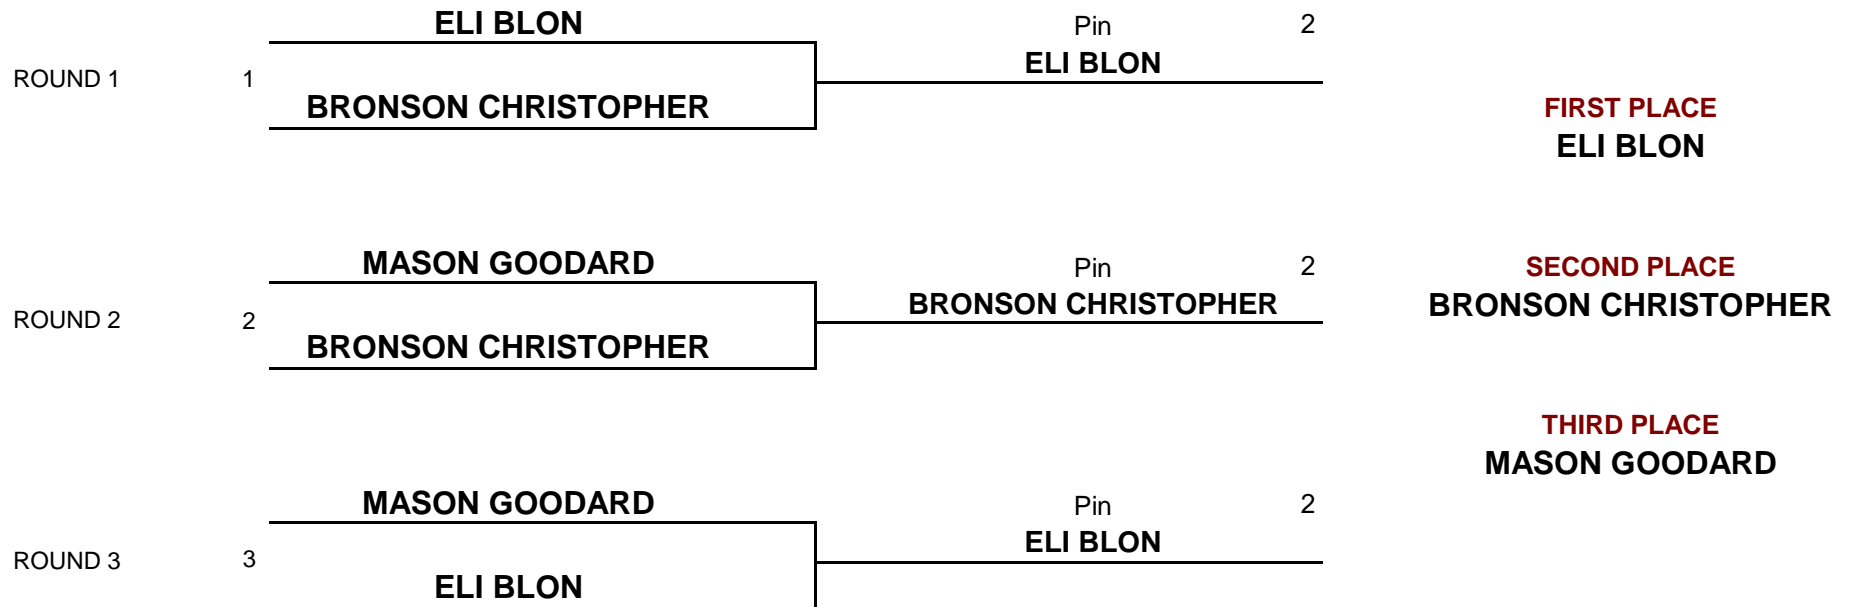 ELI BLON
Pin 2
ELI BLON
ROUND 1 1
BRONSON CHRISTOPHER
FIRST PLACE
ELI BLON
MASON GOODARD
Pin 2
SECOND PLACE
BRONSON CHRISTOPHER
BRONSON CHRISTOPHER
ROUND 2 2
BRONSON CHRISTOPHER
THIRD PLACE
MASON GOODARD
MASON GOODARD
Pin 2
ELI BLON
ROUND 3 3
ELI BLON